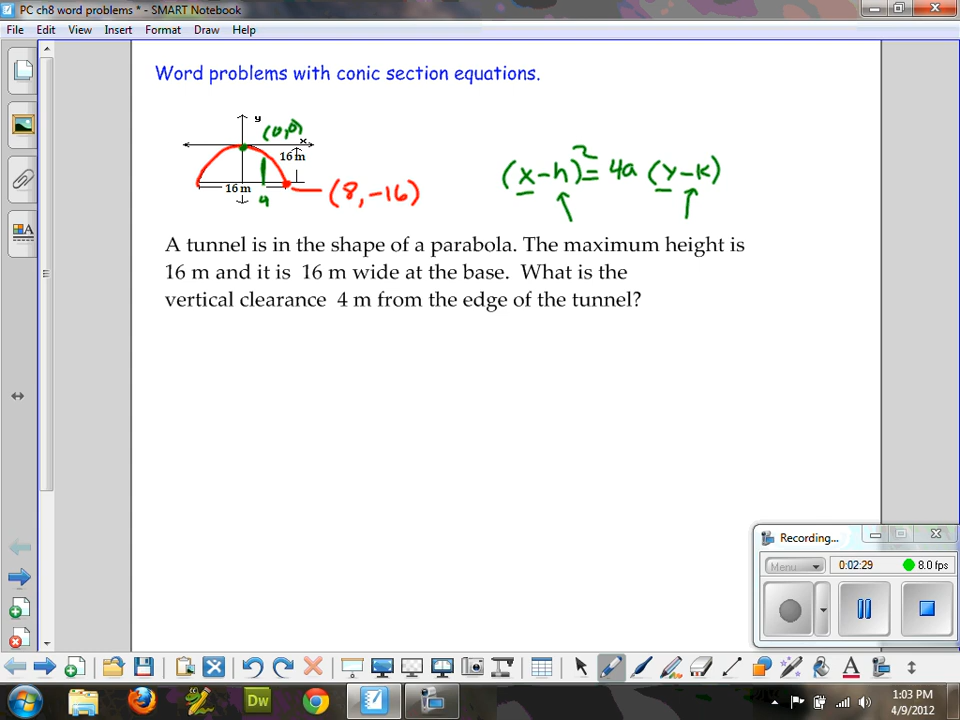 PC ch8 word problems * - SMART Notebook
File Edit View Insert Format Draw Help
Word problems with conic section equations.
y
(0,0)
x
16 m
16 m
4
(8,-16)
(x-h)²=4a(y-k)
A tunnel is in the shape of a parabola. The maximum height is
16 m and it is 16 m wide at the base. What is the
vertical clearance 4 m from the edge of the tunnel?
Recording...
Menu
0:02:29
8.0 fps
A
Dw
1:03 PM
4/9/2012